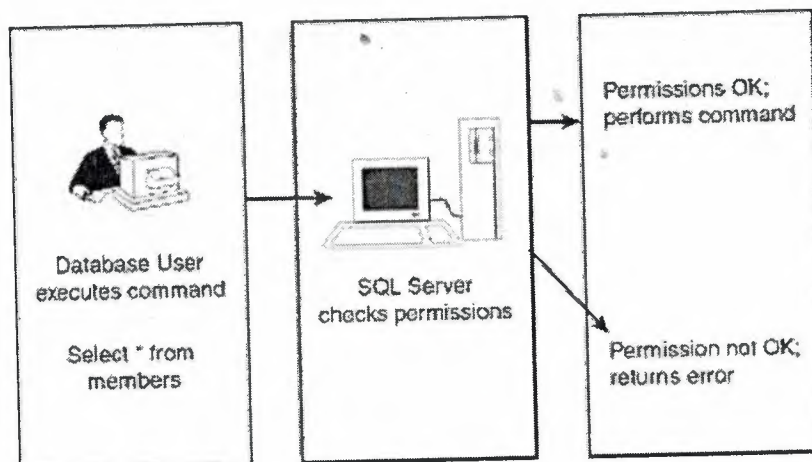 Database User
executes command
Select * from
members
SQL Server
checks permissions
Permissions OK;
performs command
Permission not OK;
returns error